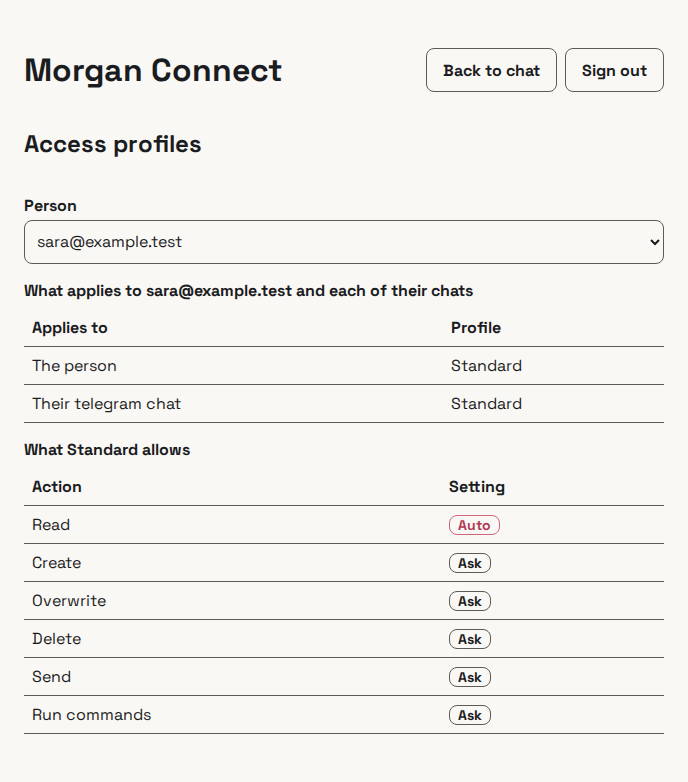 Morgan Connect
Back to chat
Sign out
Access profiles
Person
sara@example.test
What applies to sara@example.test and each of their chats
Applies to Profile
The person Standard
Their telegram chat Standard
What Standard allows
Action Setting
Read Auto
Create Ask
Overwrite Ask
Delete Ask
Send Ask
Run commands Ask